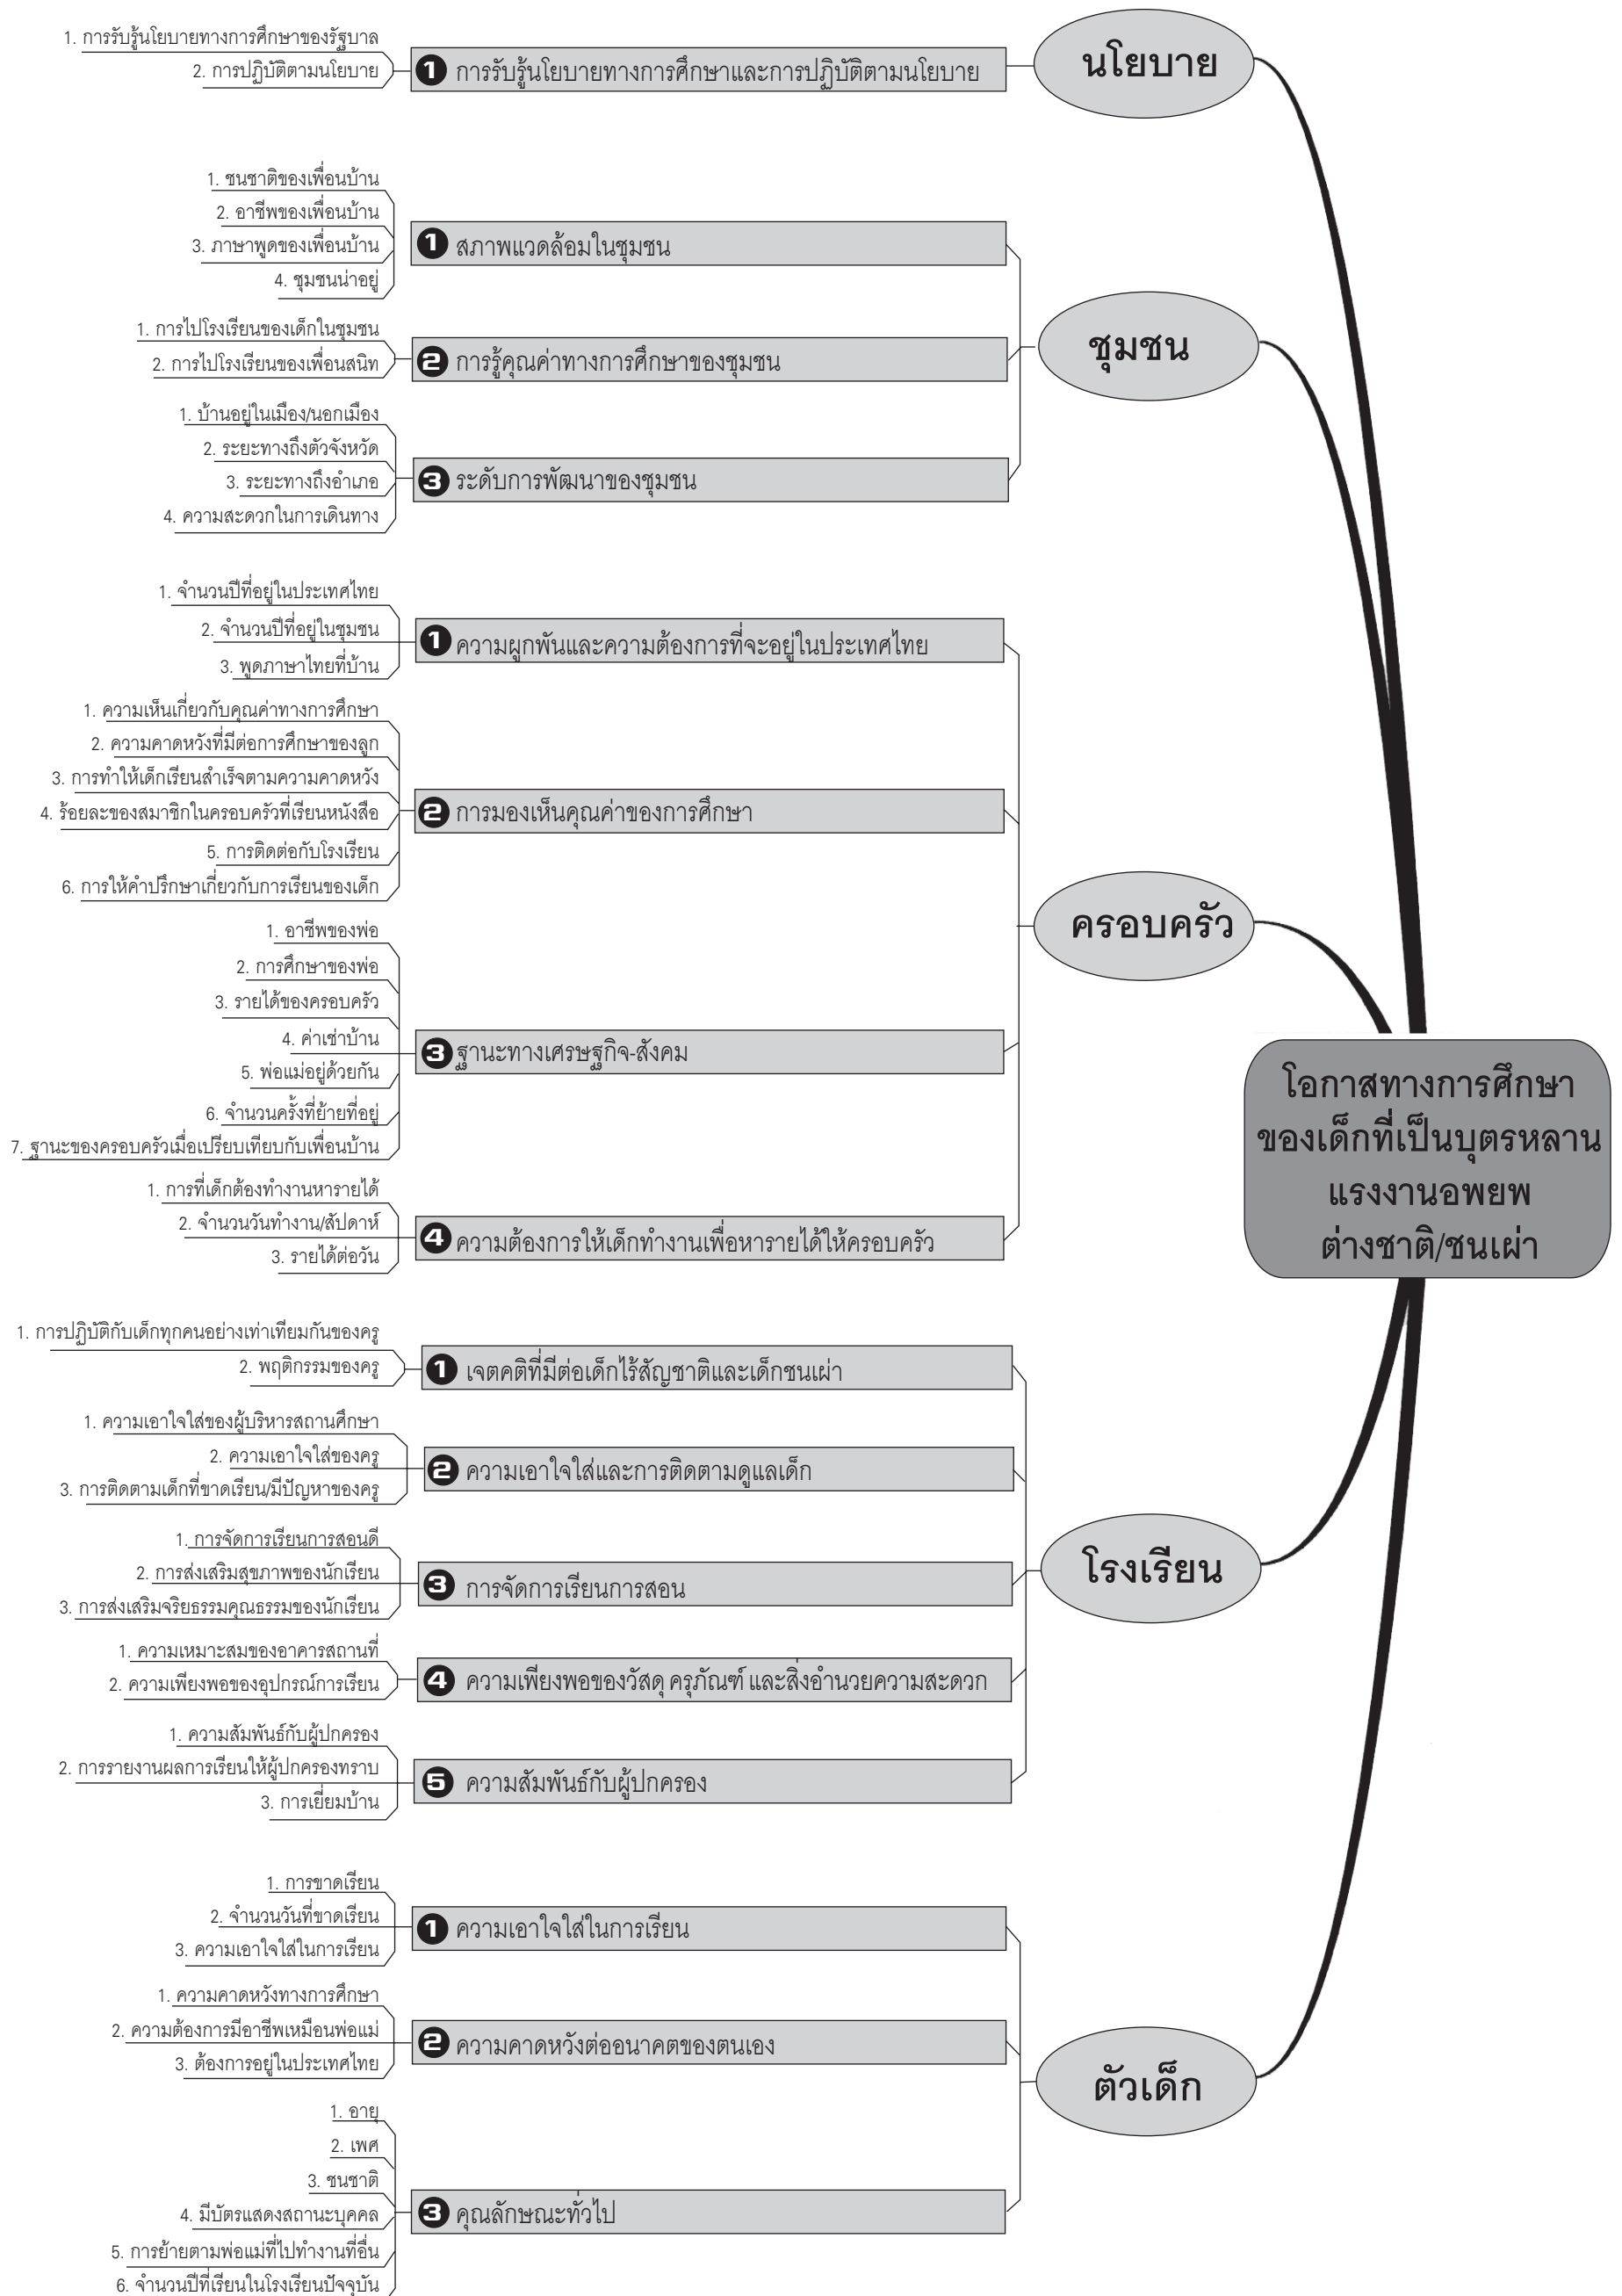 1. การรับรู้นโยบายทางการศึกษาของรัฐบาล
2. การปฏิบัติตามนโยบาย
1 การรับรู้นโยบายทางการศึกษาและการปฏิบัติตามนโยบาย
นโยบาย
1. ชนชาติของเพื่อนบ้าน
2. อาชีพของเพื่อนบ้าน
3. ภาษาพูดของเพื่อนบ้าน
4. ชุมชนน่าอยู่
1 สภาพแวดล้อมในชุมชน
1. การไปโรงเรียนของเด็กในชุมชน
2. การไปโรงเรียนของเพื่อนสนิท
2 การรู้คุณค่าทางการศึกษาของชุมชน
ชุมชน
1. บ้านอยู่ในเมือง/นอกเมือง
2. ระยะทางถึงตัวจังหวัด
3. ระยะทางถึงอำเภอ
4. ความสะดวกในการเดินทาง
3 ระดับการพัฒนาของชุมชน
1. จำนวนปีที่อยู่ในประเทศไทย
2. จำนวนปีที่อยู่ในชุมชน
3. พูดภาษาไทยที่บ้าน
1 ความผูกพันและความต้องการที่จะอยู่ในประเทศไทย
1. ความเห็นเกี่ยวกับคุณค่าทางการศึกษา
2. ความคาดหวังที่มีต่อการศึกษาของลูก
3. การทำให้เด็กเรียนสำเร็จตามความคาดหวัง
4. ร้อยละของสมาชิกในครอบครัวที่เรียนหนังสือ
5. การติดต่อกับโรงเรียน
6. การให้คำปรึกษาเกี่ยวกับการเรียนของเด็ก
2 การมองเห็นคุณค่าของการศึกษา
ครอบครัว
1. อาชีพของพ่อ
2. การศึกษาของพ่อ
3. รายได้ของครอบครัว
4. ค่าเช่าบ้าน
5. พ่อแม่อยู่ด้วยกัน
6. จำนวนครั้งที่ย้ายที่อยู่
7. ฐานะของครอบครัวเมื่อเปรียบเทียบกับเพื่อนบ้าน
3 ฐานะทางเศรษฐกิจ-สังคม
1. การที่เด็กต้องทำงานหารายได้
2. จำนวนวันทำงาน/สัปดาห์
3. รายได้ต่อวัน
4 ความต้องการให้เด็กทำงานเพื่อหารายได้ให้ครอบครัว
โอกาสทางการศึกษา
ของเด็กที่เป็นบุตรหลาน
แรงงานอพยพ
ต่างชาติ/ชนเผ่า
1. การปฏิบัติกับเด็กทุกคนอย่างเท่าเทียมกันของครู
2. พฤติกรรมของครู
1 เจตคติที่มีต่อเด็กไร้สัญชาติและเด็กชนเผ่า
1. ความเอาใจใส่ของผู้บริหารสถานศึกษา
2. ความเอาใจใส่ของครู
3. การติดตามเด็กที่ขาดเรียน/มีปัญหาของครู
2 ความเอาใจใส่และการติดตามดูแลเด็ก
1. การจัดการเรียนการสอนดี
2. การส่งเสริมสุขภาพของนักเรียน
3. การส่งเสริมจริยธรรมคุณธรรมของนักเรียน
3 การจัดการเรียนการสอน
โรงเรียน
1. ความเหมาะสมของอาคารสถานที่
2. ความเพียงพอของอุปกรณ์การเรียน
4 ความเพียงพอของวัสดุ ครุภัณฑ์ และสิ่งอำนวยความสะดวก
1. ความสัมพันธ์กับผู้ปกครอง
2. การรายงานผลการเรียนให้ผู้ปกครองทราบ
3. การเยี่ยมบ้าน
5 ความสัมพันธ์กับผู้ปกครอง
1. การขาดเรียน
2. จำนวนวันที่ขาดเรียน
3. ความเอาใจใส่ในการเรียน
1 ความเอาใจใส่ในการเรียน
1. ความคาดหวังทางการศึกษา
2. ความต้องการมีอาชีพเหมือนพ่อแม่
3. ต้องการอยู่ในประเทศไทย
2 ความคาดหวังต่ออนาคตของตนเอง
ตัวเด็ก
1. อายุ
2. เพศ
3. ชนชาติ
4. มีบัตรแสดงสถานะบุคคล
5. การย้ายตามพ่อแม่ที่ไปทำงานที่อื่น
6. จำนวนปีที่เรียนในโรงเรียนปัจจุบัน
3 คุณลักษณะทั่วไป